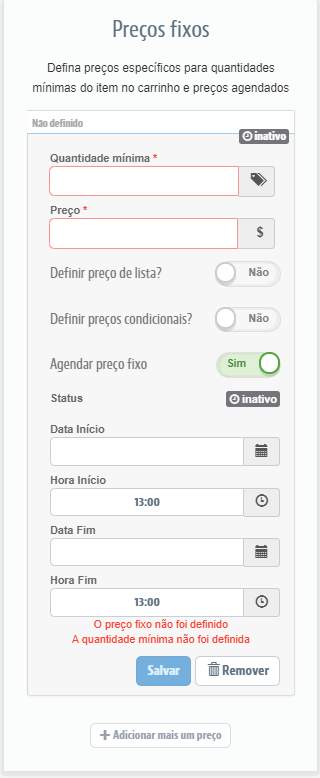 Preços fixos
Defina preços específicos para quantidades
mínimas do item no carrinho e preços agendados
Não definido
inativo
Quantidade mínima *
Preço *
$
Definir preço de lista?
Não
Definir preços condicionais?
Não
Agendar preço fixo
Sim
Status
inativo
Data Início
Hora Início
13:00
Data Fim
Hora Fim
13:00
O preço fixo não foi definido
A quantidade mínima não foi definida
Salvar
Remover
+ Adicionar mais um preço